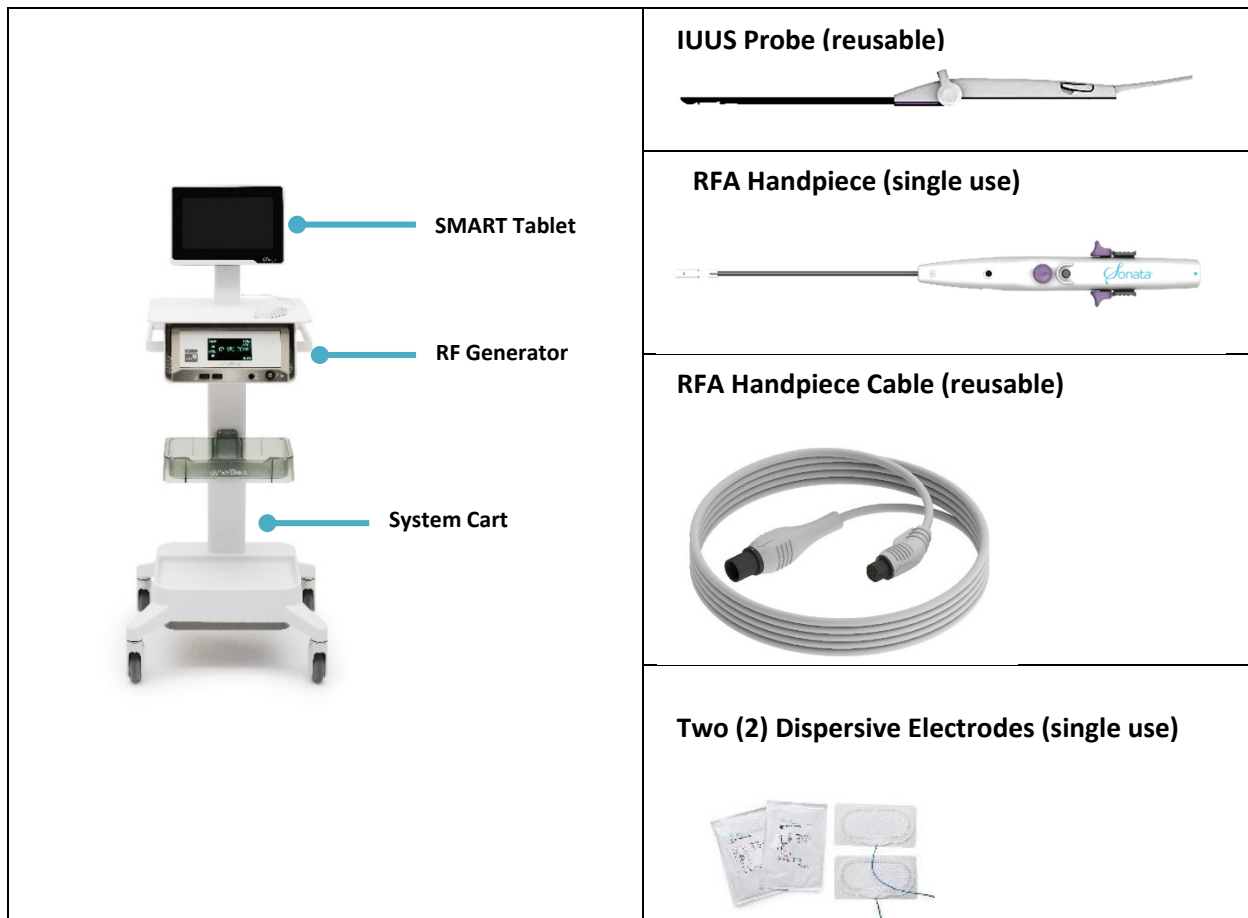 SMART Tablet
RF Generator
System Cart
IUUS Probe (reusable)
RFA Handpiece (single use)
Sonata
RFA Handpiece Cable (reusable)
Two (2) Dispersive Electrodes (single use)